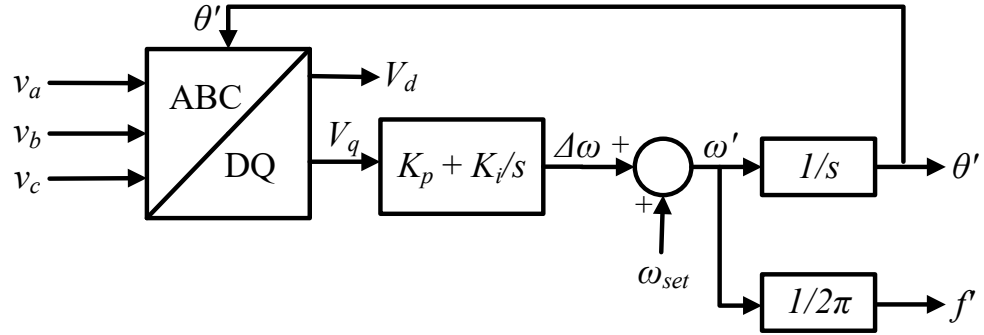 θ'
v_a
v_b
v_c
ABC
DQ
V_d
V_q
K_p + K_i/s
Δω
+
+
ω_set
ω'
1/s
θ'
1/2π
f'